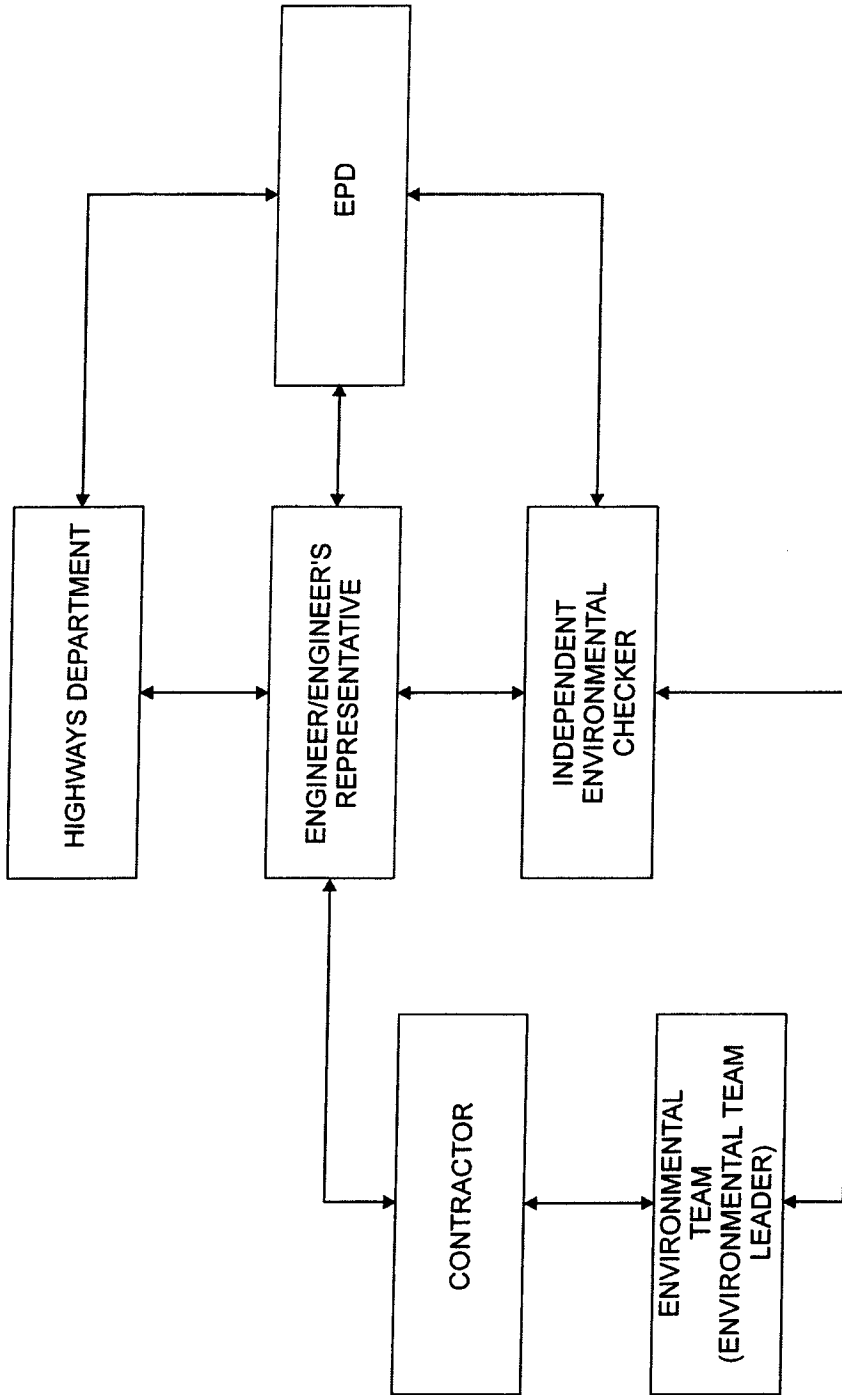 HIGHWAYS DEPARTMENT
EPD
ENGINEER/ENGINEER'S
REPRESENTATIVE
INDEPENDENT
ENVIRONMENTAL
CHECKER
CONTRACTOR
ENVIRONMENTAL
TEAM
(ENVIRONMENTAL TEAM
LEADER)